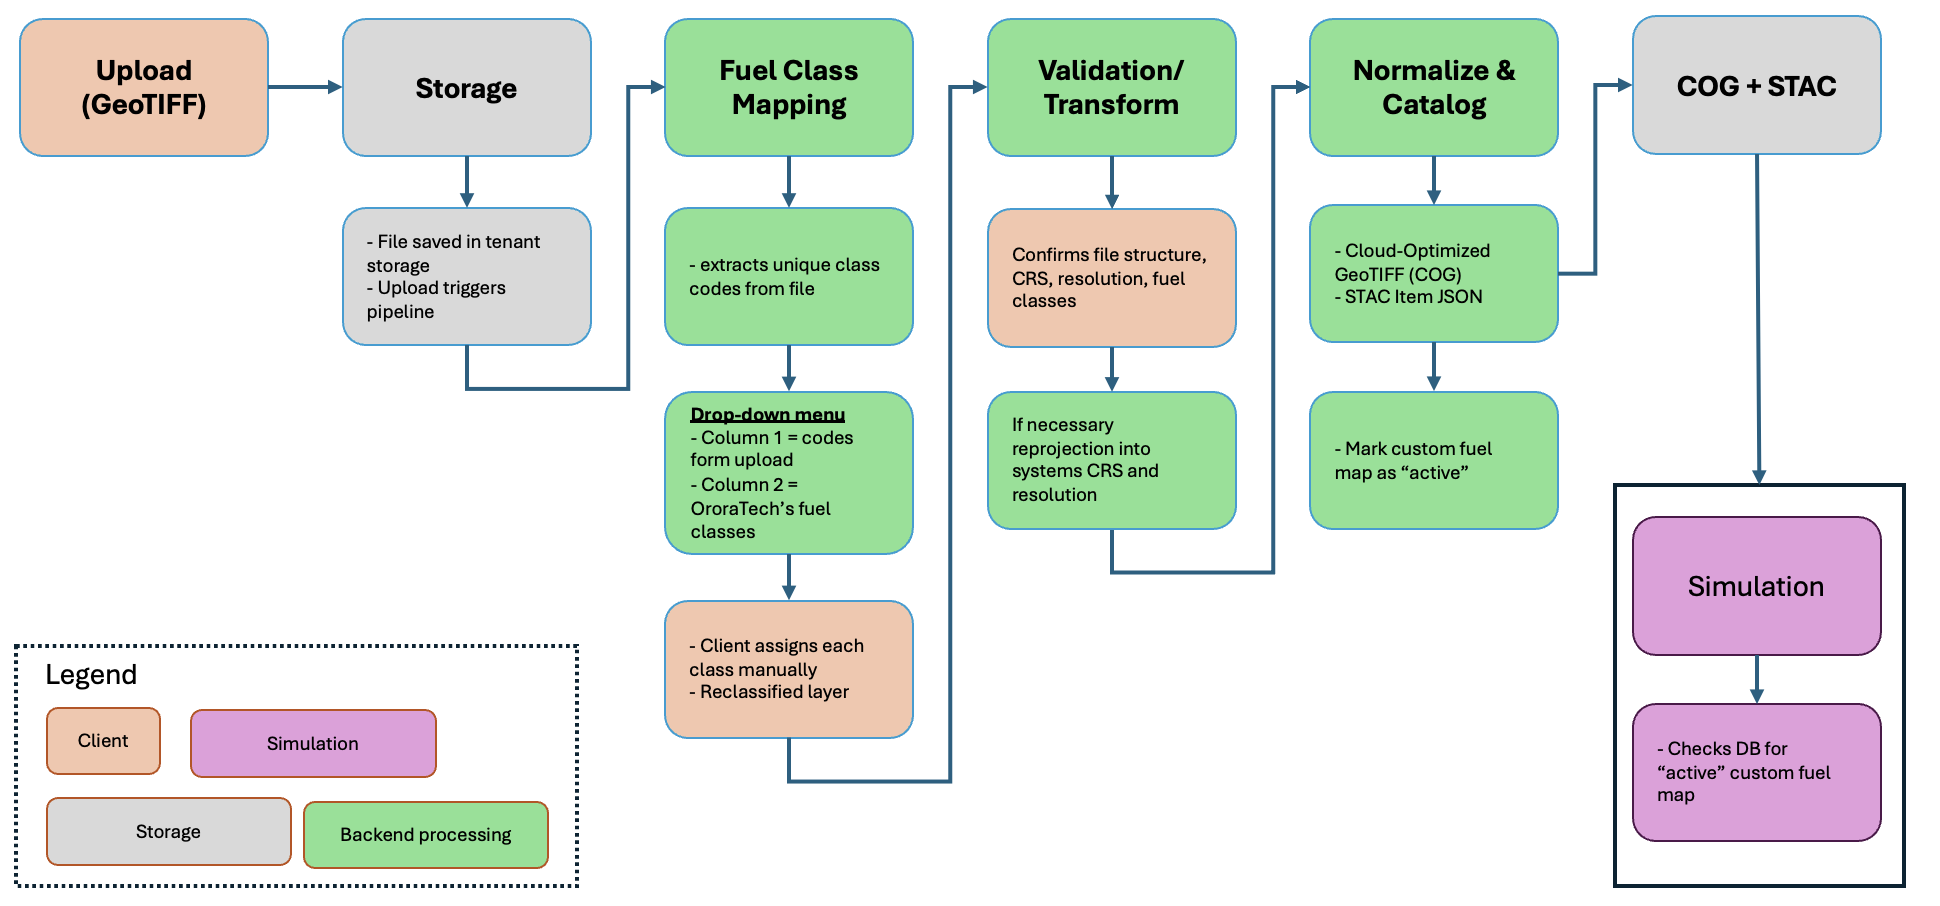 Upload
(GeoTIFF)
Storage
- File saved in tenant
storage
- Upload triggers
pipeline
Fuel Class
Mapping
- extracts unique class
codes from file
Drop-down menu
- Column 1 = codes
form upload
- Column 2 =
OroraTech’s fuel
classes
- Client assigns each
class manually
- Reclassified layer
Validation/
Transform
Confirms file structure,
CRS, resolution, fuel
classes
If necessary
reprojection into
systems CRS and
resolution
Normalize &
Catalog
- Cloud-Optimized
GeoTIFF (COG)
- STAC Item JSON
- Mark custom fuel
map as “active”
COG + STAC
Simulation
- Checks DB for
“active” custom fuel
map
Legend
Client
Simulation
Storage
Backend processing